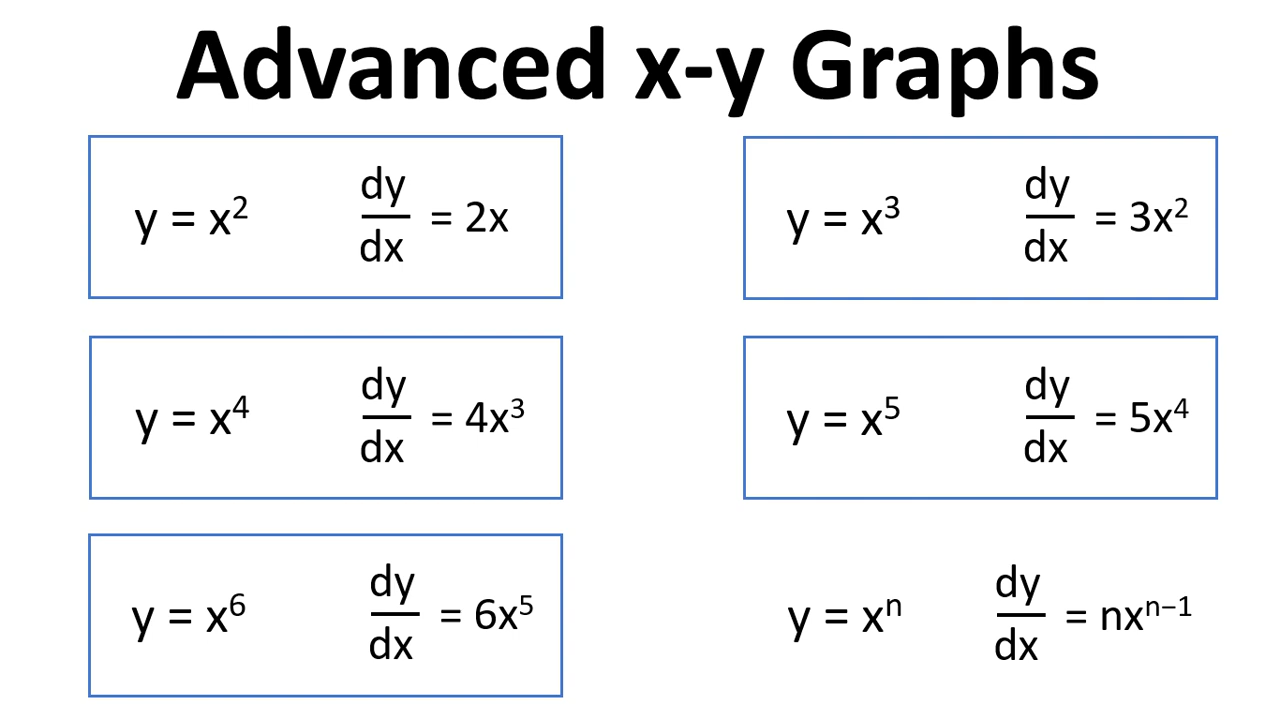 Advanced x-y Graphs
y = x² dy/dx = 2x
y = x³ dy/dx = 3x²
y = x⁴ dy/dx = 4x³
y = x⁵ dy/dx = 5x⁴
y = x⁶ dy/dx = 6x⁵
y = xⁿ dy/dx = nxⁿ⁻¹